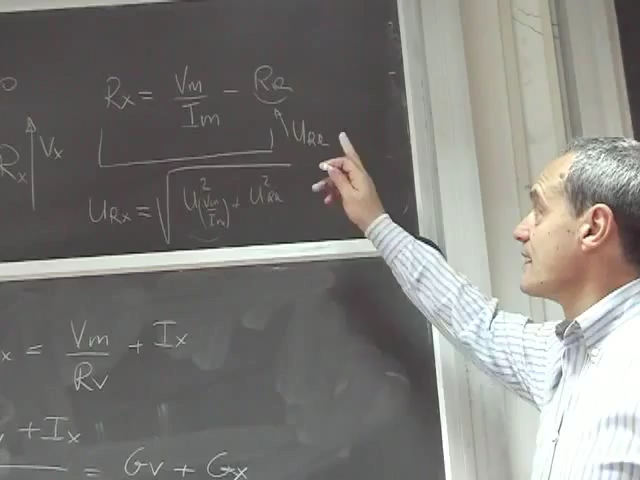 Rx = Vm/Im − RR
Rx Vx
uRR
uRx = √(u²(Vm/Im) + u²RR)
x = Vm/Rv + Ix
v + Ix
= Gv + Gx